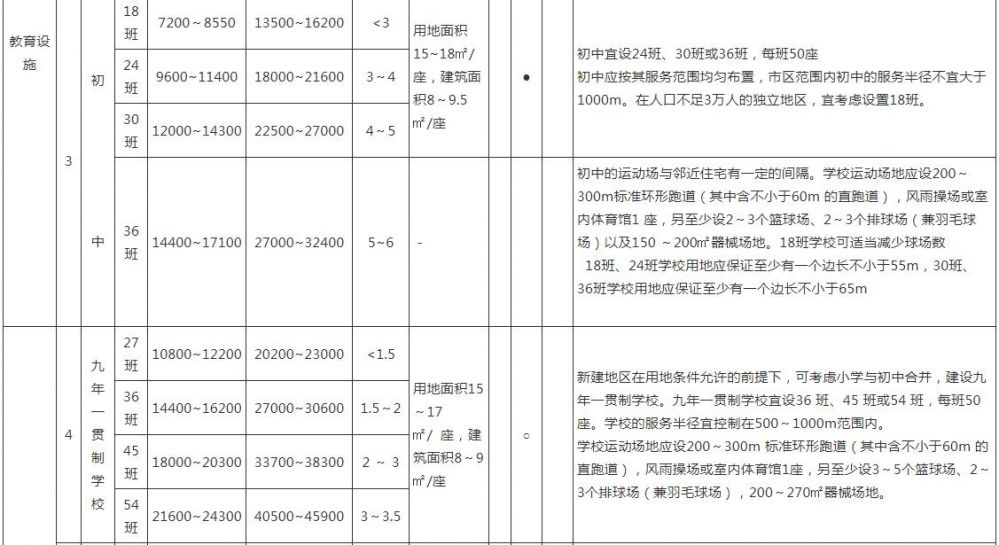 教育设
施
3
初
中
18
班
7200~8550
13500~16200
<3
24
班
9600~11400
18000~21600
3~4
30
班
12000~14300
22500~27000
4~5
用地面积
15~18㎡/
座，建筑面
积8~9.5
㎡/座
●
初中宜设24班、30班或36班，每班50座
初中应按其服务范围均匀布置，市区范围内初中的服务半径不宜大于
1000m。在人口不足3万人的独立地区，宜考虑设置18班。
36
班
14400~17100
27000~32400
5~6
-
初中的运动场与邻近住宅有一定的间隔。学校运动场地应设200~
300m标准环形跑道（其中含不小于60m 的直跑道），风雨操场或室
内体育馆1 座，另至少设2~3个篮球场、2~3个排球场（兼羽毛球
场）以及150 ~200㎡器械场地。18班学校可适当减少球场数
18班、24班学校用地应保证至少有一个边长不小于55m，30班、
36班学校用地应保证至少有一个边长不小于65m
4
九
年
一
贯
制
学
校
27
班
10800~12200
20200~23000
<1.5
36
班
14400~16200
27000~30600
1.5~2
45
班
18000~20300
33700~38300
2 ~ 3
54
班
21600~24300
40500~45900
3~3.5
用地面积15
~17
㎡/ 座，建
筑面积8~9
㎡/座
○
新建地区在用地条件允许的前提下，可考虑小学与初中合并，建设九
年一贯制学校。九年一贯制学校宜设36 班、45 班或54 班，每班50
座。学校的服务半径宜控制在500~1000m范围内。
学校运动场地应设200~300m 标准环形跑道（其中含不小于60m 的
直跑道），风雨操场或室内体育馆1座，另至少设3~5个篮球场、2~
3个排球场（兼羽毛球场），200~270㎡器械场地。